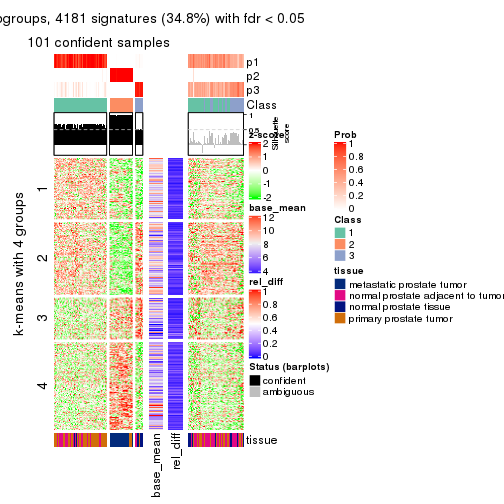 ogroups, 4181 signatures (34.8%) with fdr < 0.05
101 confident samples
p1
p2
p3
Class
1
0.5
Silhouette
score
z-score
2
1
0
-1
-2
base_mean
12
10
8
6
4
rel_diff
1
0.8
0.6
0.4
0.2
0
Status (barplots)
confident
ambiguous
Prob
1
0.8
0.6
0.4
0.2
0
Class
1
2
3
tissue
metastatic prostate tumor
normal prostate adjacent to tumor
normal prostate tissue
primary prostate tumor
k-means with 4 groups
1
2
3
4
tissue
base_mean
rel_diff